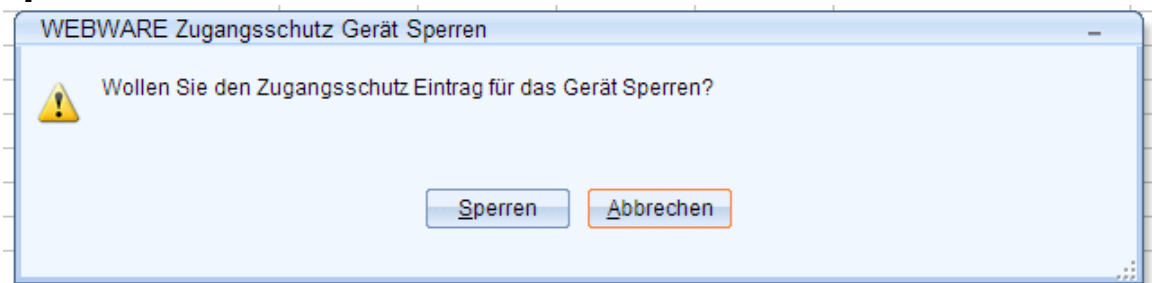 WEBWARE Zugangsschutz Gerät Sperren
Wollen Sie den Zugangsschutz Eintrag für das Gerät Sperren?
Sperren
Abbrechen